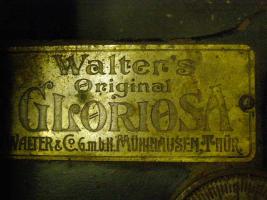 Walter's
Original
GLORIOSA
WALTER & Co. G.m.b.H. MÜHLHAUSEN, THÜR.